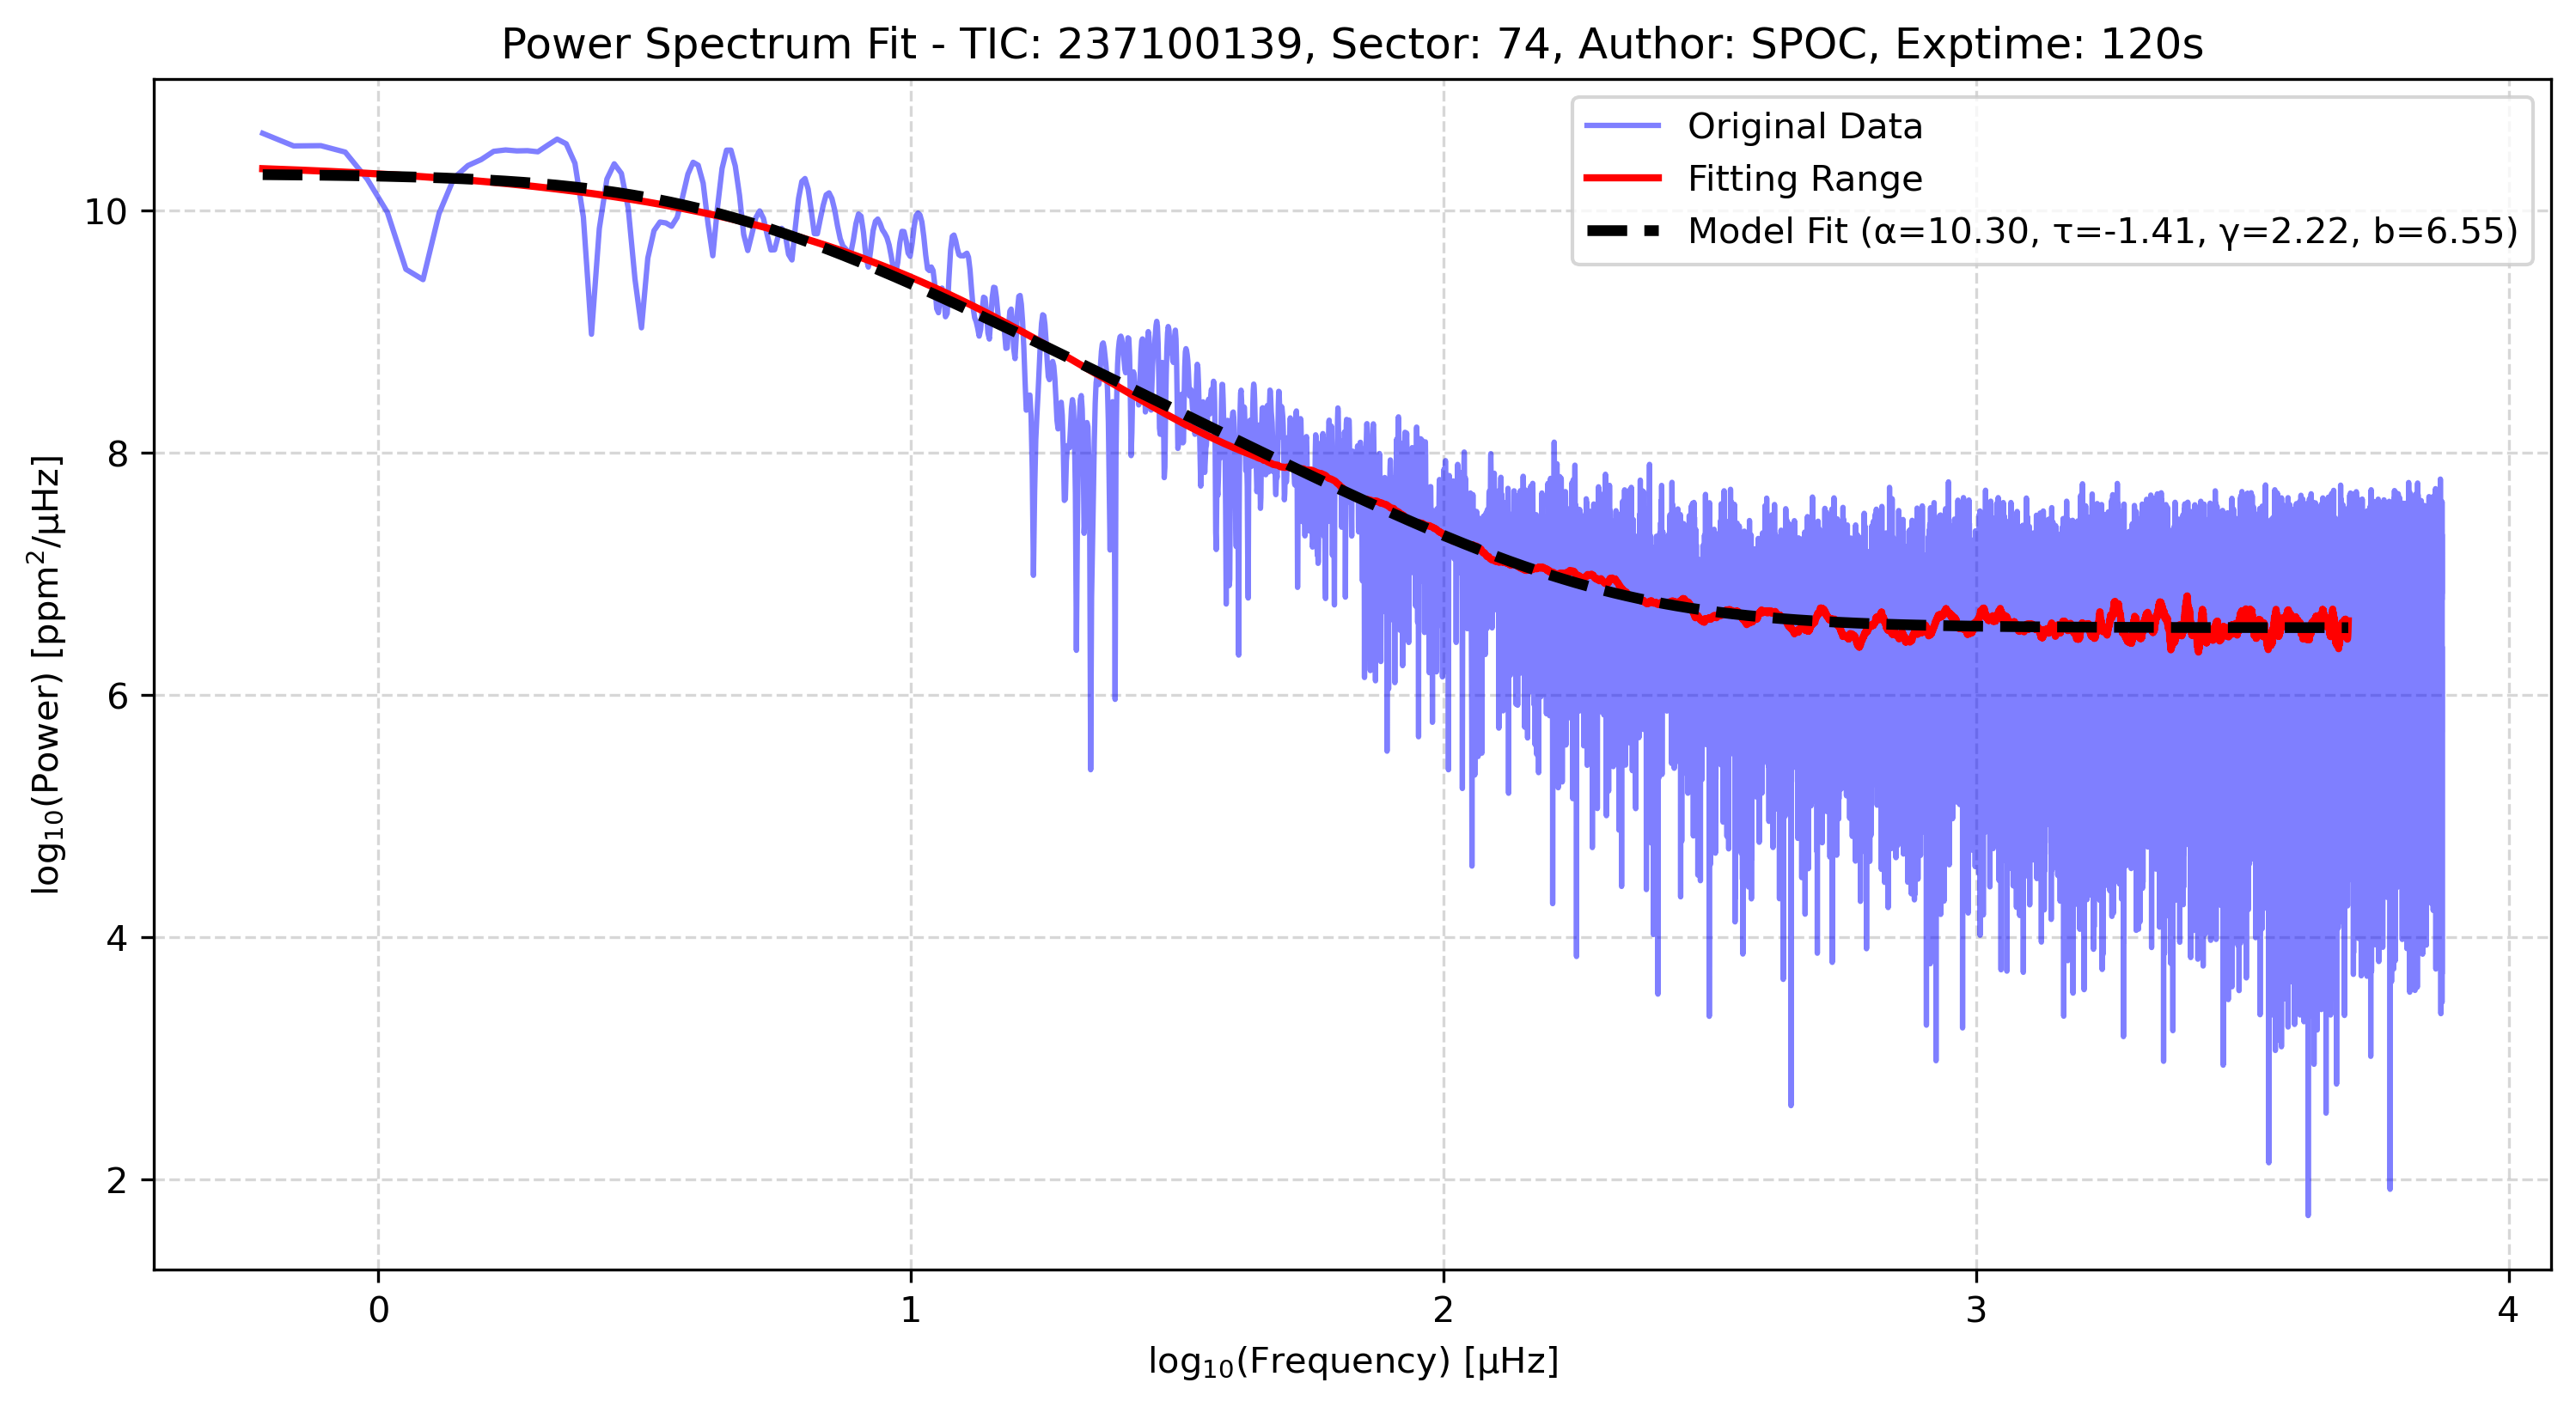 Power Spectrum Fit - TIC: 237100139, Sector: 74, Author: SPOC, Exptime: 120s
Original Data
Fitting Range
Model Fit (α=10.30, τ=-1.41, γ=2.22, b=6.55)
log₁₀(Power) [ppm²/μHz]
10
8
6
4
2
0 1 2 3 4
log₁₀(Frequency) [μHz]